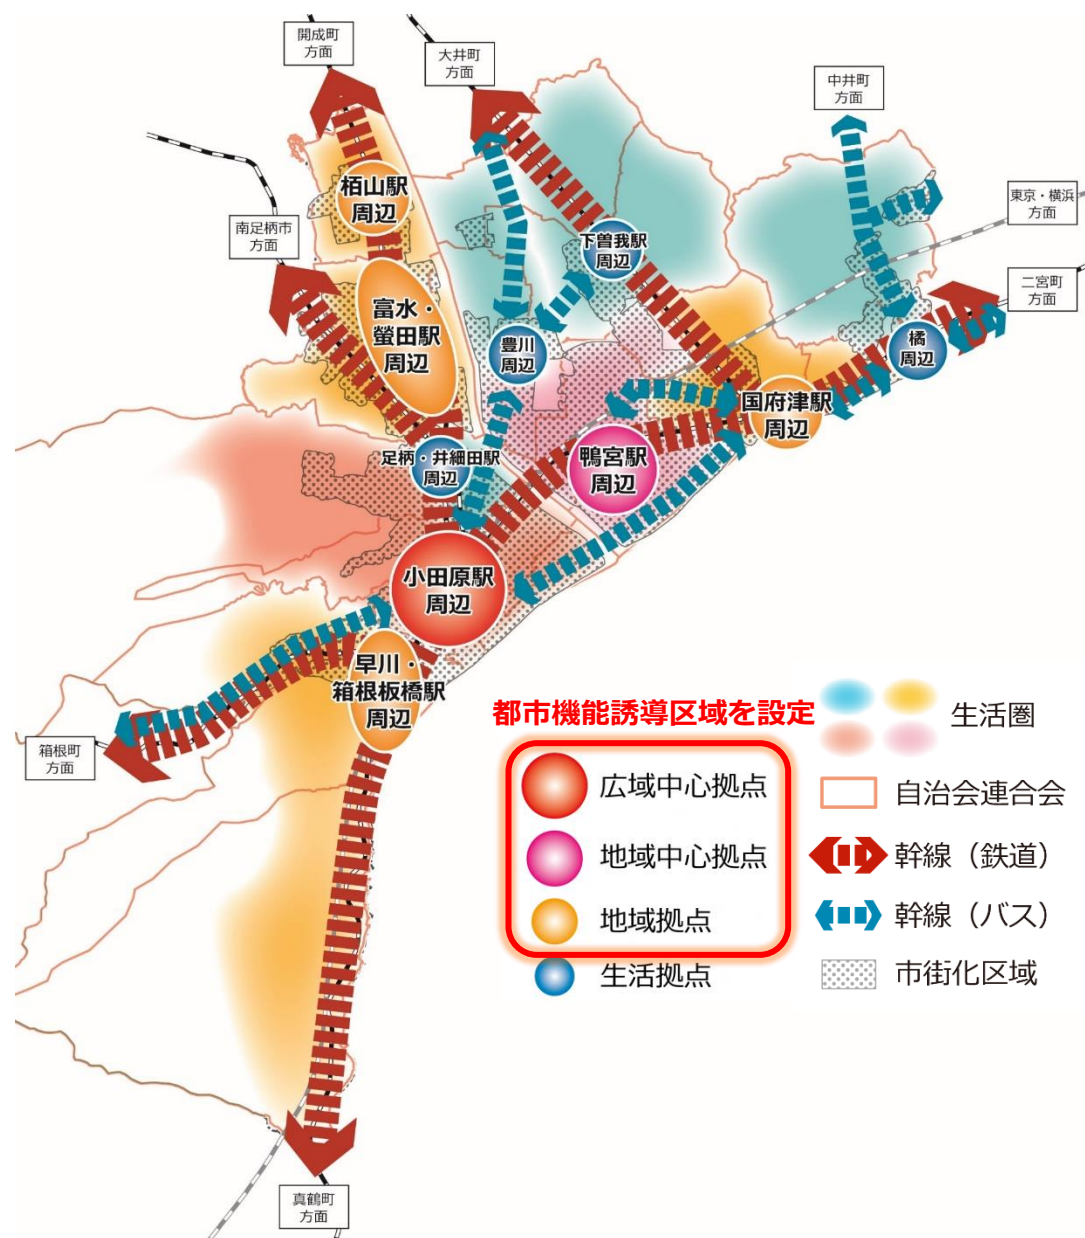 開成町
方面
大井町
方面
中井町
方面
東京・横浜
方面
南足柄市
方面
二宮町
方面
栢山駅
周辺
下曽我駅
周辺
富水・
螢田駅
周辺
豊川
周辺
橘
周辺
国府津駅
周辺
足柄・井細田駅
周辺
鴨宮駅
周辺
小田原駅
周辺
早川・
箱根板橋駅
周辺
箱根町
方面
真鶴町
方面
都市機能誘導区域を設定
広域中心拠点
地域中心拠点
地域拠点
生活拠点
生活圏
自治会連合会
幹線（鉄道）
幹線（バス）
市街化区域